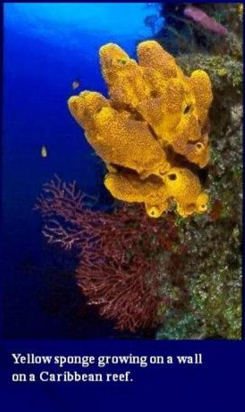 Yellow sponge growing on a wall
on a Caribbean reef.